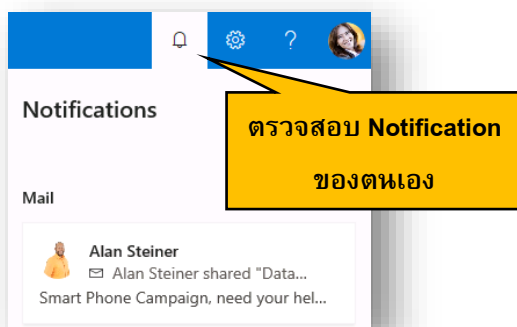 ?
Notifications
ตรวจสอบ Notification
ของตนเอง
Mail
Alan Steiner
Alan Steiner shared "Data...
Smart Phone Campaign, need your hel...